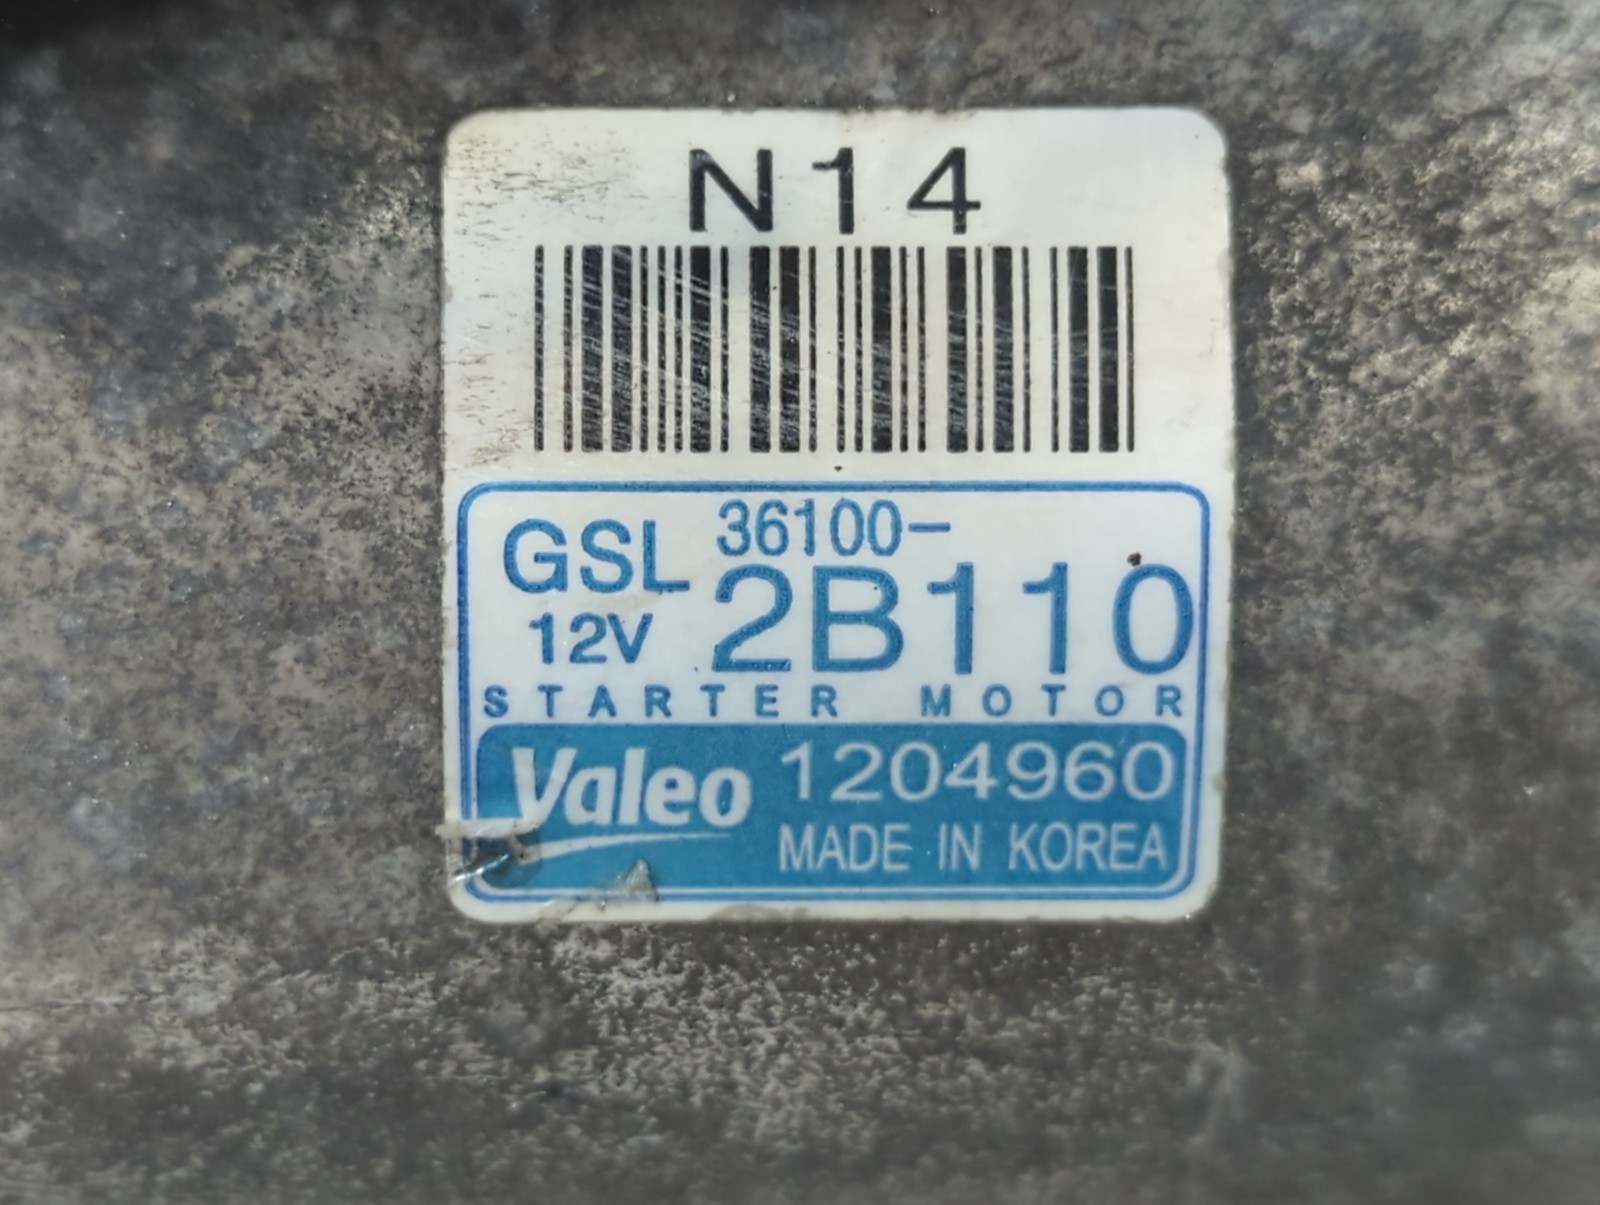 N14
GSL 36100-
12V 2B110
STARTER MOTOR
Valeo 1204960
MADE IN KOREA